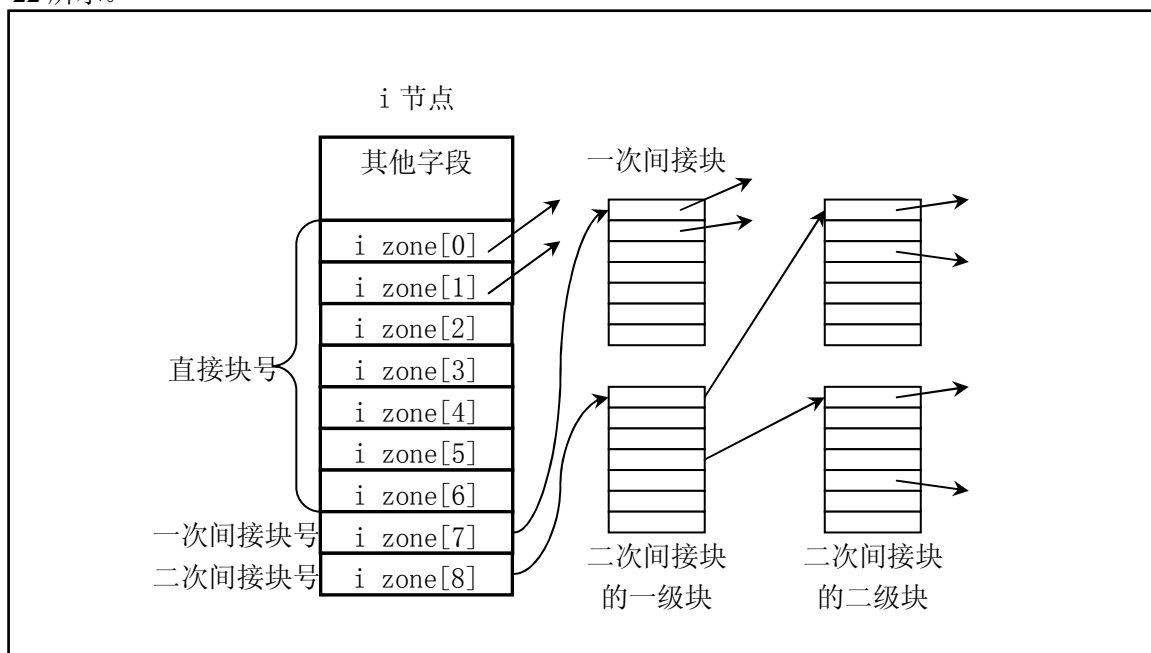 22 所示。
i 节点
其他字段
一次间接块
i zone[0]
i zone[1]
i zone[2]
i zone[3]
直接块号
i zone[4]
i zone[5]
i zone[6]
一次间接块号
i zone[7]
二次间接块号
i zone[8]
二次间接块
的一级块
二次间接块
的二级块